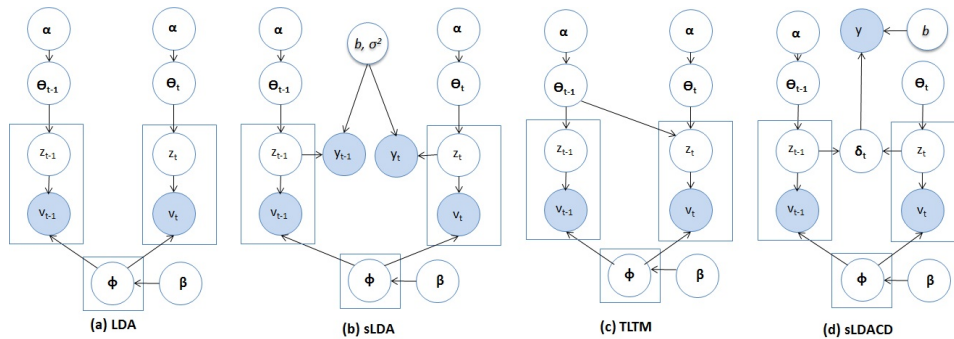 α
α
Θt-1
Θt
zt-1
zt
vt-1
vt
ϕ
β
(a) LDA
α
b, σ²
α
Θt-1
Θt
zt-1
yt-1
yt
zt
vt-1
vt
ϕ
β
(b) sLDA
α
α
Θt-1
Θt
zt-1
zt
vt-1
vt
ϕ
β
(c) TLTM
α
y
b
Θt-1
Θt
zt-1
δt
zt
vt-1
vt
ϕ
β
(d) sLDACD